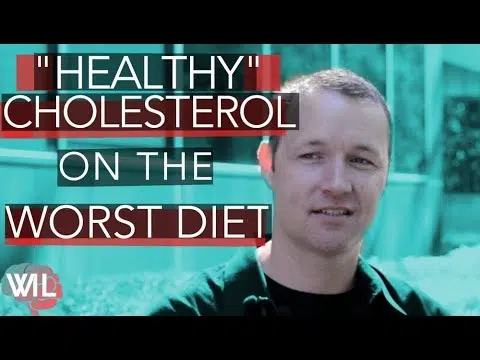 "HEALTHY"
CHOLESTEROL
ON THE
WORST DIET
WIL